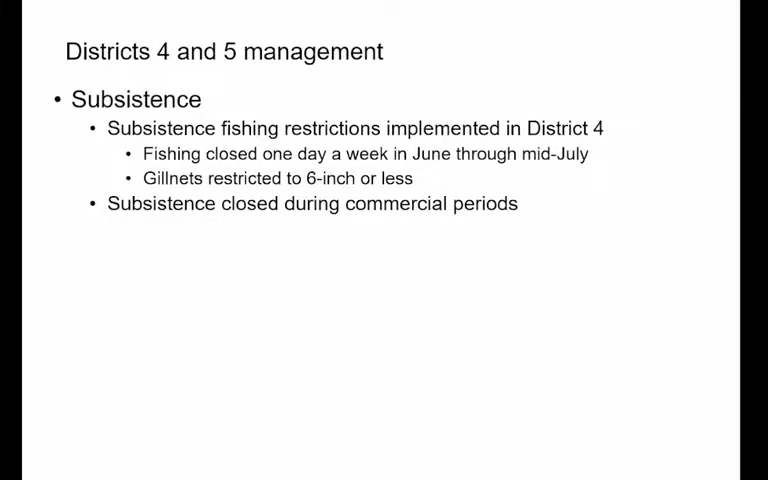 Districts 4 and 5 management
• Subsistence
• Subsistence fishing restrictions implemented in District 4
• Fishing closed one day a week in June through mid-July
• Gillnets restricted to 6-inch or less
• Subsistence closed during commercial periods